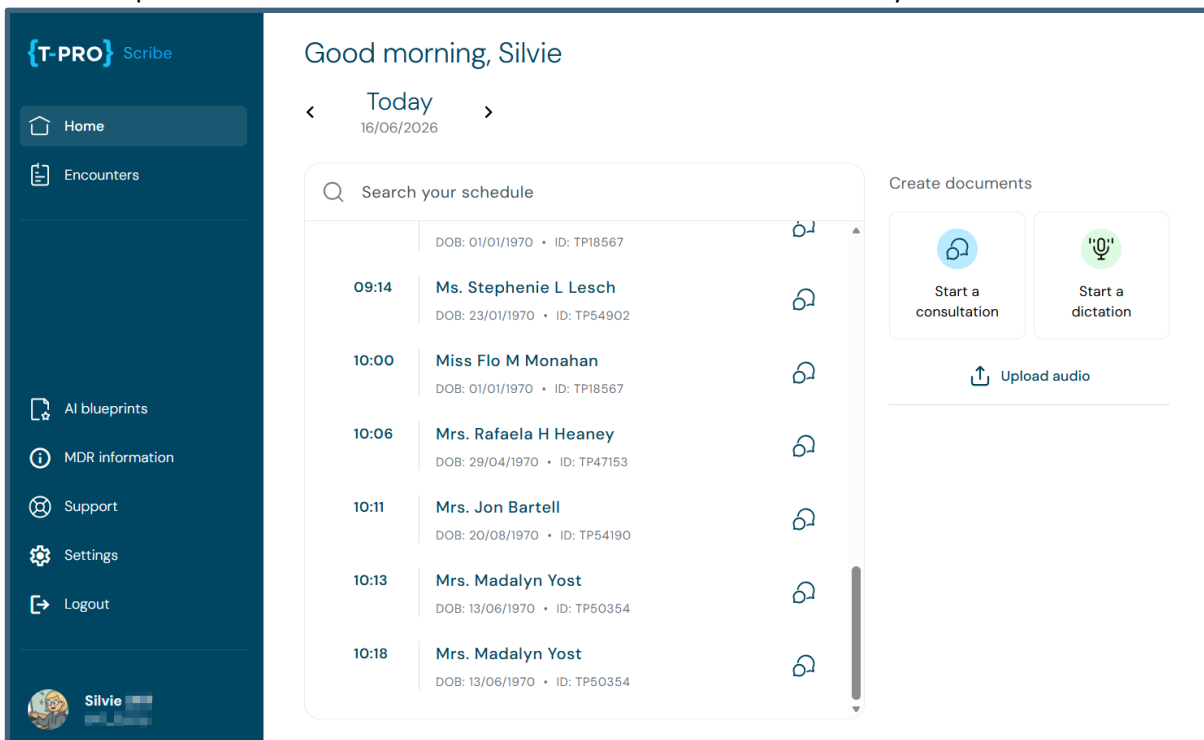 {T-PRO} Scribe
Home
Encounters
AI blueprints
MDR information
Support
Settings
Logout
Silvie
Good morning, Silvie
Today
16/06/2026
Search your schedule
DOB: 01/01/1970 • ID: TP18567
09:14 Ms. Stephenie L Lesch
DOB: 23/01/1970 • ID: TP54902
10:00 Miss Flo M Monahan
DOB: 01/01/1970 • ID: TP18567
10:06 Mrs. Rafaela H Heaney
DOB: 29/04/1970 • ID: TP47153
10:11 Mrs. Jon Bartell
DOB: 20/08/1970 • ID: TP54190
10:13 Mrs. Madalyn Yost
DOB: 13/06/1970 • ID: TP50354
10:18 Mrs. Madalyn Yost
DOB: 13/06/1970 • ID: TP50354
Create documents
Start a
consultation
Start a
dictation
Upload audio